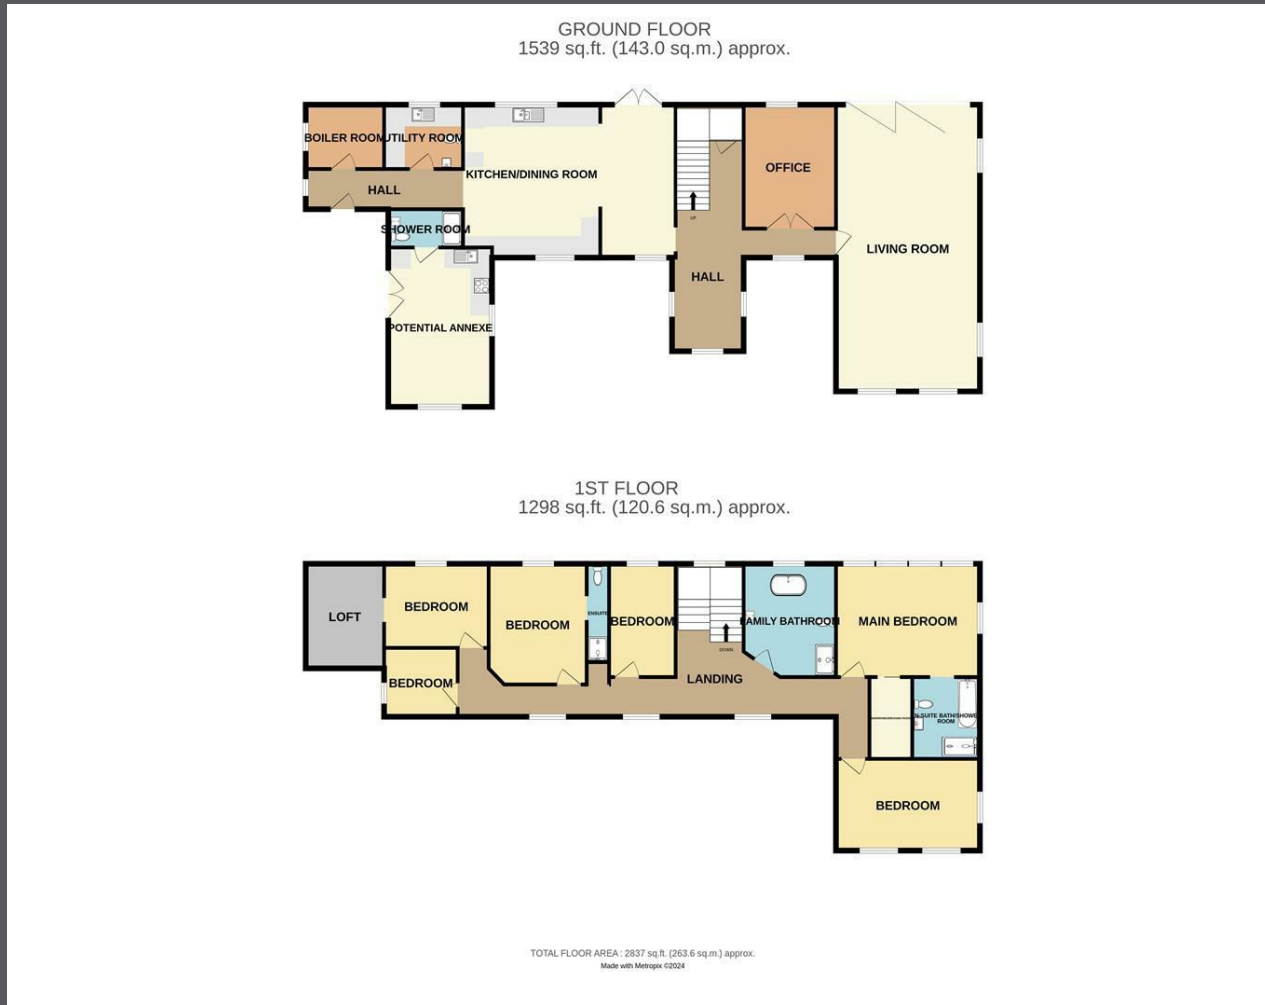 GROUND FLOOR
1539 sq.ft. (143.0 sq.m.) approx.
BOILER ROOM
UTILITY ROOM
KITCHEN/DINING ROOM
OFFICE
HALL
UP
SHOWER ROOM
LIVING ROOM
HALL
POTENTIAL ANNEXE
1ST FLOOR
1298 sq.ft. (120.6 sq.m.) approx.
LOFT
BEDROOM
BEDROOM
ENSUITE
BEDROOM
FAMILY BATHROOM
MAIN BEDROOM
DOWN
BEDROOM
LANDING
EN-SUITE BATH/SHOWER
ROOM
BEDROOM
TOTAL FLOOR AREA : 2837 sq.ft. (263.6 sq.m.) approx.
Made with Metropix ©2024